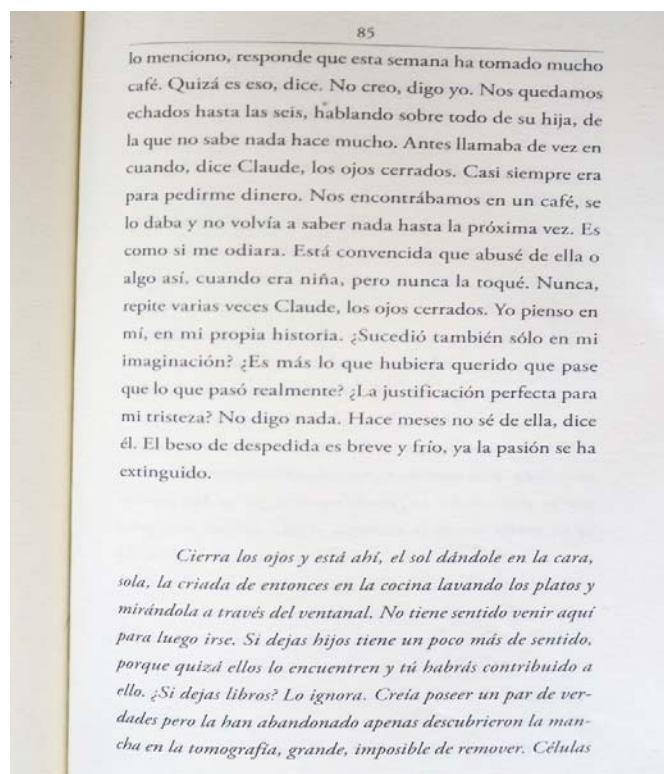 85
lo menciono, responde que esta semana ha tomado mucho
café. Quizá es eso, dice. No creo, digo yo. Nos quedamos
echados hasta las seis, hablando sobre todo de su hija, de
la que no sabe nada hace mucho. Antes llamaba de vez en
cuando, dice Claude, los ojos cerrados. Casi siempre era
para pedirme dinero. Nos encontrábamos en un café, se
lo daba y no volvía a saber nada hasta la próxima vez. Es
como si me odiara. Está convencida que abusé de ella o
algo así, cuando era niña, pero nunca la toqué. Nunca,
repite varias veces Claude, los ojos cerrados. Yo pienso en
mí, en mi propia historia. ¿Sucedió también sólo en mi
imaginación? ¿Es más lo que hubiera querido que pase
que lo que pasó realmente? ¿La justificación perfecta para
mi tristeza? No digo nada. Hace meses no sé de ella, dice
él. El beso de despedida es breve y frío, ya la pasión se ha
extinguido.
Cierra los ojos y está ahí, el sol dándole en la cara,
sola, la criada de entonces en la cocina lavando los platos y
mirándola a través del ventanal. No tiene sentido venir aquí
para luego irse. Si dejas hijos tiene un poco más de sentido,
porque quizá ellos lo encuentren y tú habrás contribuido a
ello. ¿Si dejas libros? Lo ignora. Creía poseer un par de ver-
dades pero la han abandonado apenas descubrieron la man-
cha en la tomografía, grande, imposible de remover. Células